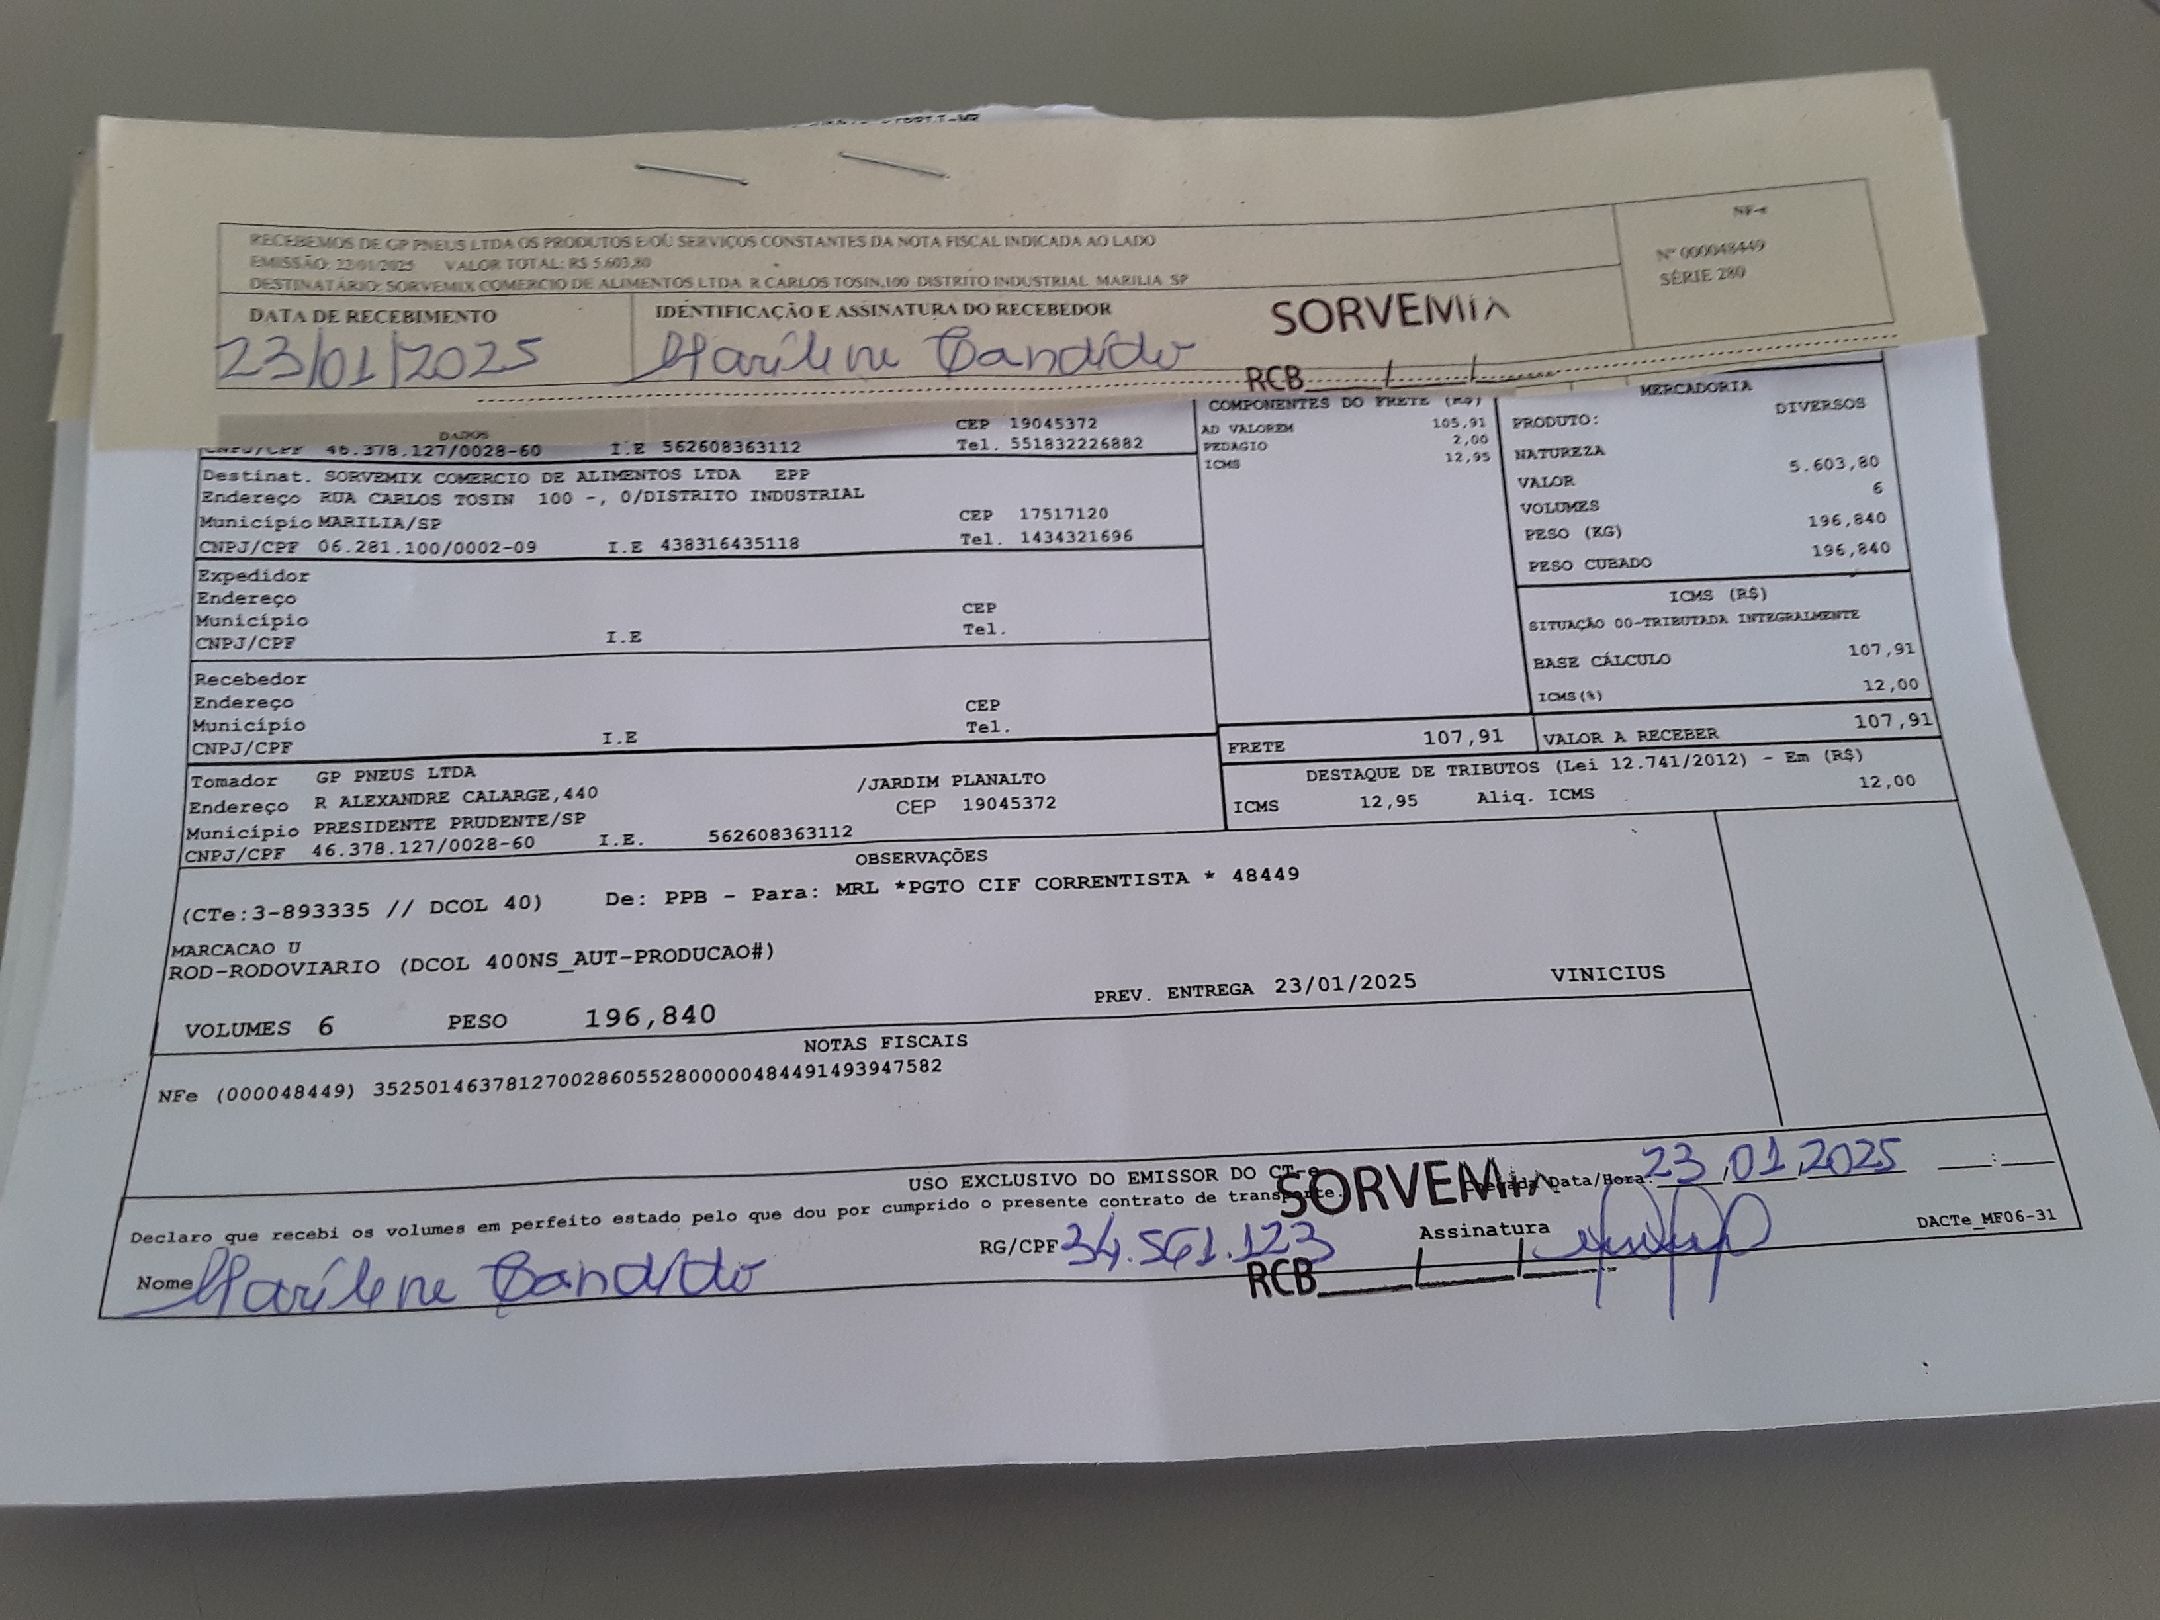 RECEBEMOS DE GP PNEUS LTDA OS PRODUTOS E/OU SERVIÇOS CONSTANTES DA NOTA FISCAL INDICADA AO LADO
EMISSÃO: 22/01/2025 VALOR TOTAL: R$ 5.603,80
DESTINATÁRIO: SORVEMIX COMERCIO DE ALIMENTOS LTDA R CARLOS TOSIN,100 DISTRITO INDUSTRIAL MARILIA SP
NF-e
Nº 000048449
SÉRIE 280
DATA DE RECEBIMENTO
23/01/2025
IDENTIFICAÇÃO E ASSINATURA DO RECEBEDOR
Marilene Candido
SORVEMIX
RCB / /
DADOS
CEP 19045372
CNPJ/CPF 46.378.127/0028-60 I.E 562608363112 Tel. 551832226882
Destinat. SORVEMIX COMERCIO DE ALIMENTOS LTDA EPP
Endereço RUA CARLOS TOSIN 100 -, 0/DISTRITO INDUSTRIAL
Município MARILIA/SP CEP 17517120
CNPJ/CPF 06.281.100/0002-09 I.E 438316435118 Tel. 1434321696
Expedidor
Endereço
Município CEP
CNPJ/CPF I.E Tel.
Recebedor
Endereço
Município CEP
CNPJ/CPF I.E Tel.
Tomador GP PNEUS LTDA
Endereço R ALEXANDRE CALARGE,440 /JARDIM PLANALTO
Município PRESIDENTE PRUDENTE/SP CEP 19045372
CNPJ/CPF 46.378.127/0028-60 I.E. 562608363112
COMPONENTES DO FRETE (R$)
AD VALOREM 105,91
PEDAGIO 2,00
ICMS 12,95
MERCADORIA
PRODUTO: DIVERSOS
NATUREZA
VALOR 5.603,80
VOLUMES 6
PESO (KG) 196,840
PESO CUBADO 196,840
ICMS (R$)
SITUAÇÃO 00-TRIBUTADA INTEGRALMENTE
BASE CÁLCULO 107,91
ICMS(%) 12,00
FRETE 107,91 VALOR A RECEBER 107,91
DESTAQUE DE TRIBUTOS (Lei 12.741/2012) - Em (R$)
ICMS 12,95 Aliq. ICMS 12,00
OBSERVAÇÕES
(CTe:3-893335 // DCOL 40) De: PPB - Para: MRL *PGTO CIF CORRENTISTA * 48449
MARCACAO U
ROD-RODOVIARIO (DCOL 400NS_AUT-PRODUCAO#)
VOLUMES 6 PESO 196,840 PREV. ENTREGA 23/01/2025 VINICIUS
NOTAS FISCAIS
NFe (000048449) 35250146378127002860552800000484491493947582
USO EXCLUSIVO DO EMISSOR DO CT-e
Declaro que recebi os volumes em perfeito estado pelo que dou por cumprido o presente contrato de transporte.
SORVEMIX
Chegada Data/Hora: 23/01/2025 :
Nome Marilene Candido RG/CPF 34.561.123 Assinatura
RCB / /
DACTe_MF06-31